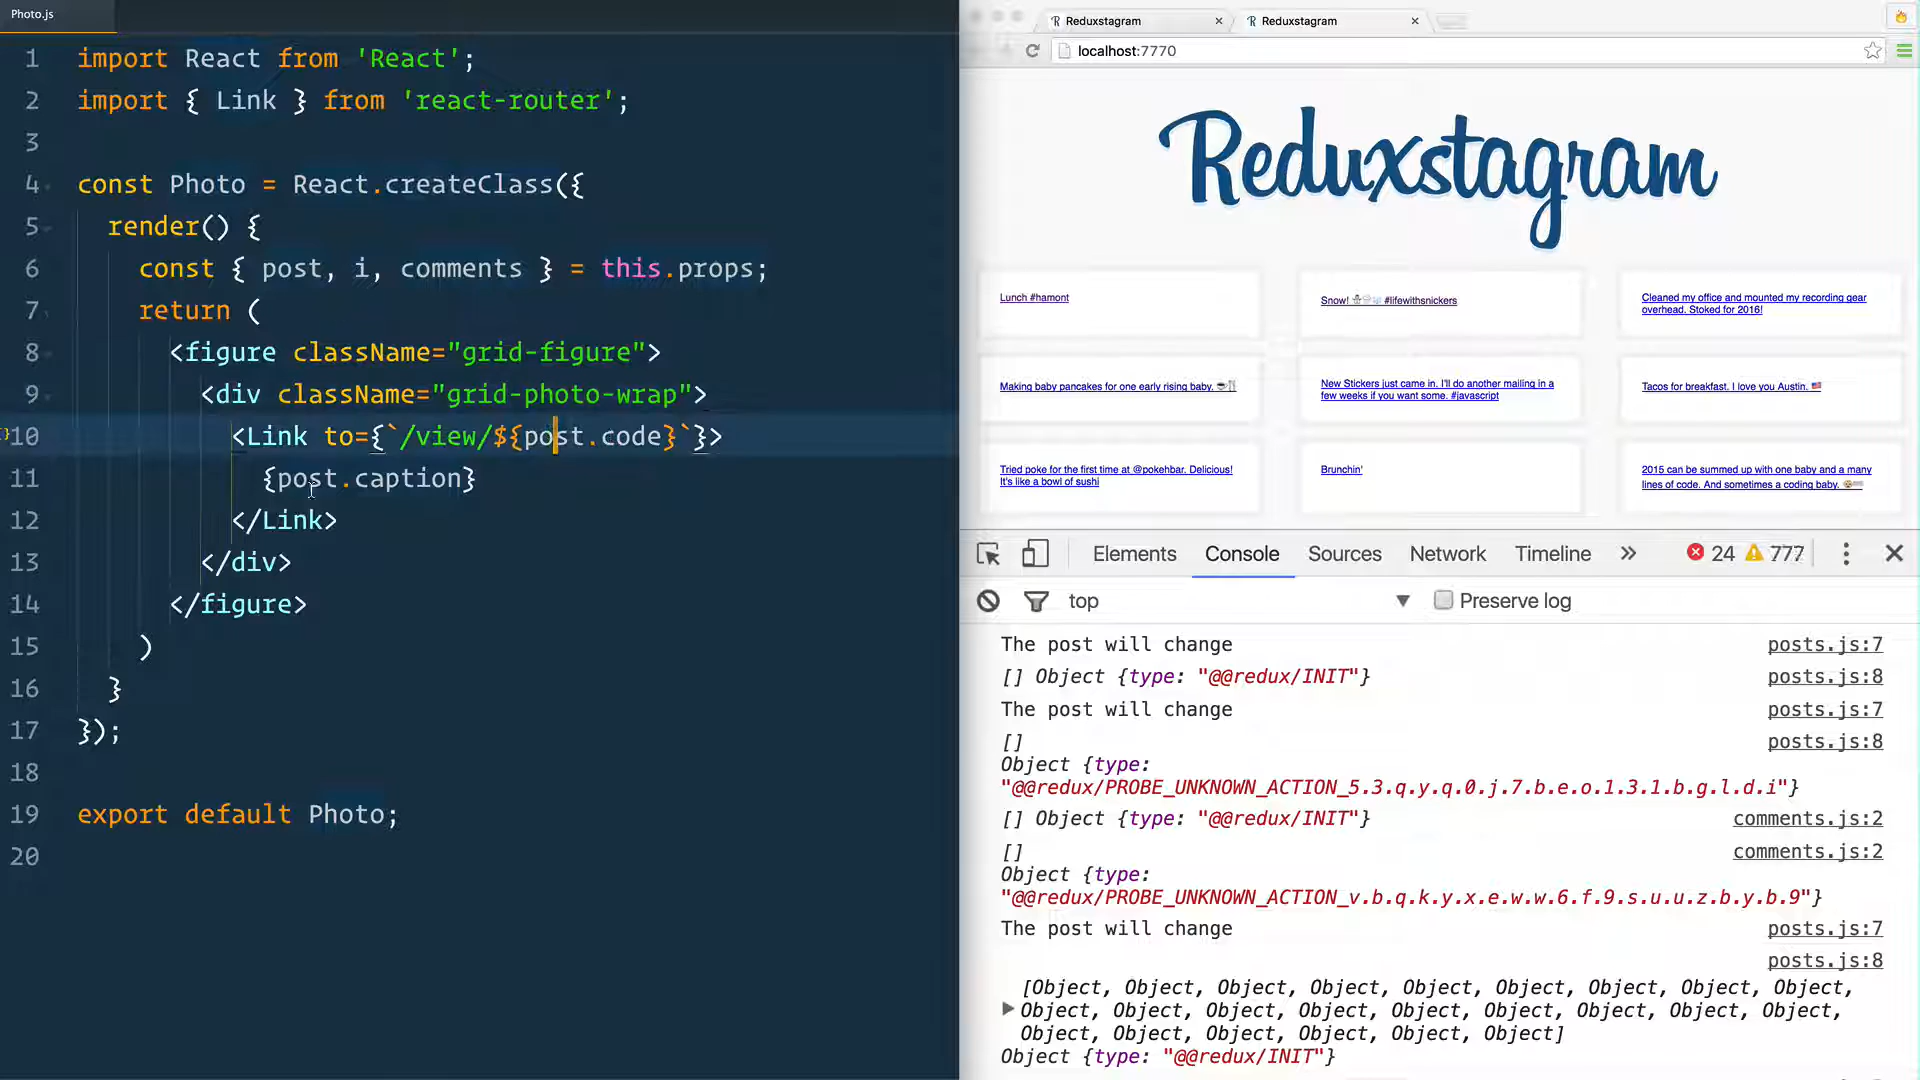 Photo.js
1 import React from 'React';
2 import { Link } from 'react-router';
3
4 const Photo = React.createClass({
5 render() {
6 const { post, i, comments } = this.props;
7 return (
8 <figure className="grid-figure">
9 <div className="grid-photo-wrap">
10 <Link to={`/view/${post.code}`}>
11 {post.caption}
12 </Link>
13 </div>
14 </figure>
15 )
16 }
17 });
18
19 export default Photo;
20
Reduxstagram
Reduxstagram
localhost:7770
Reduxstagram
Lunch #hamont
Snow! ⛄️🌨❄️ #lifewithsnickers
Cleaned my office and mounted my recording gear
overhead. Stoked for 2016!
Making baby pancakes for one early rising baby. ☕️🍴
New Stickers just came in. I'll do another mailing in a
few weeks if you want some. #javascript
Tacos for breakfast. I love you Austin. 🇺🇸
Tried poke for the first time at @pokehbar. Delicious!
It's like a bowl of sushi
Brunchin'
2015 can be summed up with one baby and a many
lines of code. And sometimes a coding baby. 👶🏼⌨
Elements Console Sources Network Timeline » 24 777
top Preserve log
The post will change posts.js:7
[] Object {type: "@@redux/INIT"} posts.js:8
The post will change posts.js:7
[] posts.js:8
Object {type:
"@@redux/PROBE_UNKNOWN_ACTION_5.3.q.y.q.0.j.7.b.e.o.1.3.1.b.g.l.d.i"}
[] Object {type: "@@redux/INIT"} comments.js:2
[] comments.js:2
Object {type:
"@@redux/PROBE_UNKNOWN_ACTION_v.b.q.k.y.x.e.w.w.6.f.9.s.u.u.z.b.y.b.9"}
The post will change posts.js:7
posts.js:8
[Object, Object, Object, Object, Object, Object, Object, Object, Object,
Object, Object, Object, Object, Object, Object, Object, Object, Object,
Object, Object, Object, Object, Object, Object]
Object {type: "@@redux/INIT"}